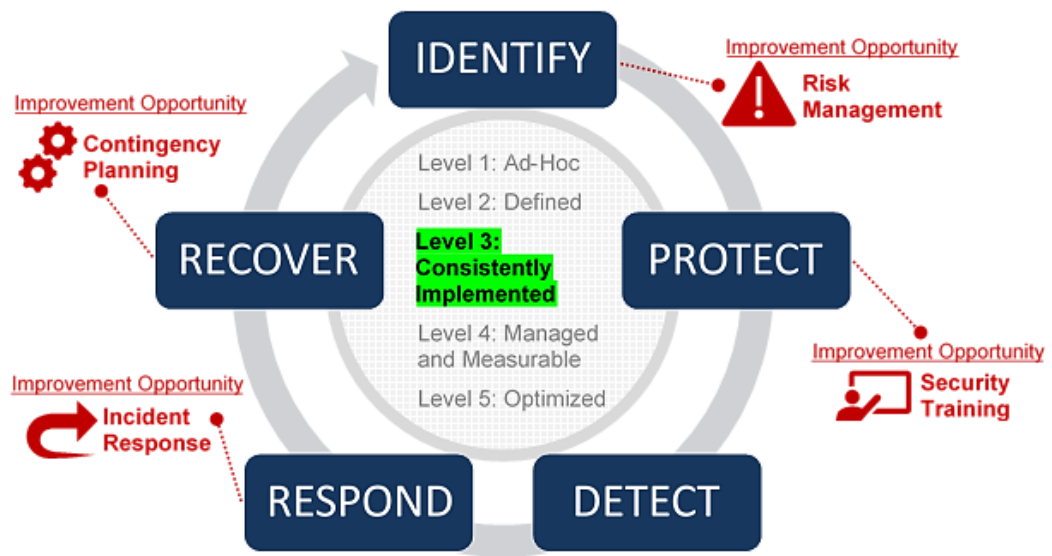 IDENTIFY
Improvement Opportunity
Risk
Management
Improvement Opportunity
Contingency
Planning
Level 1: Ad-Hoc
Level 2: Defined
Level 3:
Consistently
Implemented
Level 4: Managed
and Measurable
Level 5: Optimized
RECOVER
PROTECT
Improvement Opportunity
Security
Training
Improvement Opportunity
Incident
Response
RESPOND
DETECT